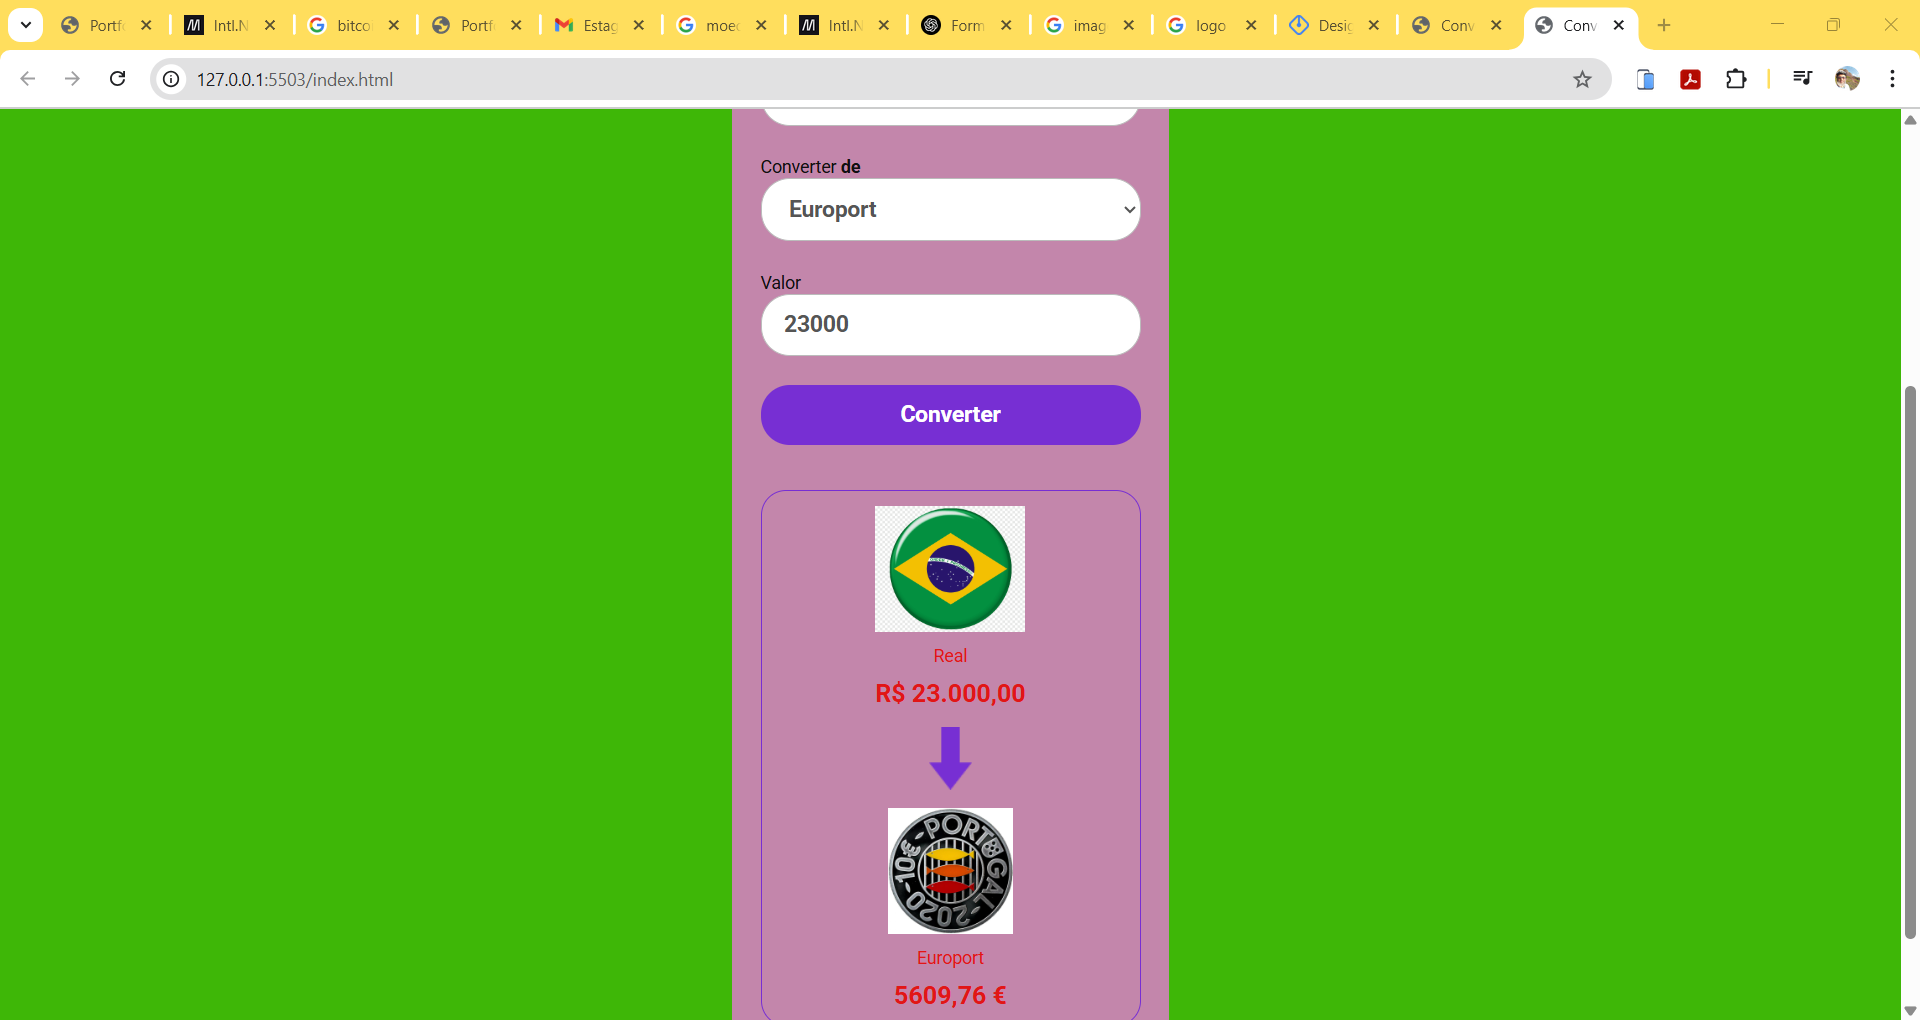 Portf
Intl.N
bitco
Portf
Estag
moed
Intl.N
Form
imag
logo
Desig
Conv
Conv
127.0.0.1:5503/index.html
Converter de
Europort
Valor
23000
Converter
Real
R$ 23.000,00
PORTUGAL-2020-10€-
Europort
5609,76 €